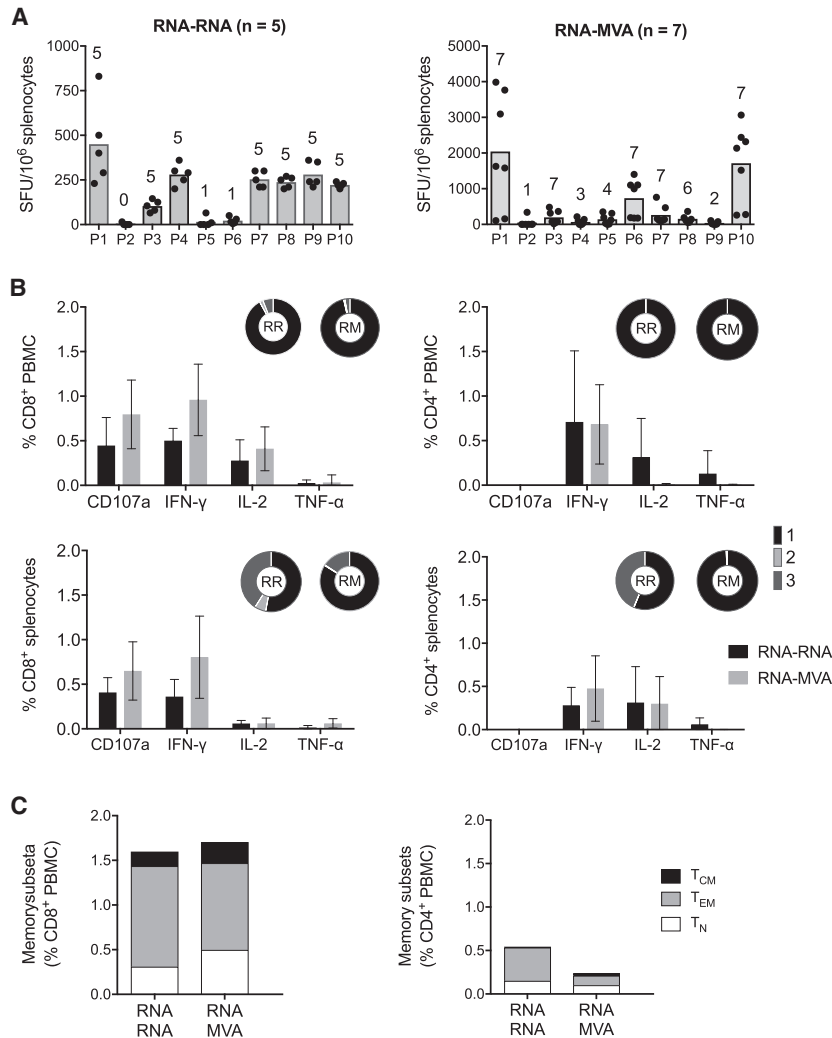 A
RNA-RNA (n = 5)
SFU/10⁶ splenocytes
1000
750
500
250
0
5
0
5
5
1
1
5
5
5
5
P1 P2 P3 P4 P5 P6 P7 P8 P9 P10
RNA-MVA (n = 7)
SFU/10⁶ splenocytes
5000
4000
3000
2000
1000
0
7
1
7
3
4
7
7
6
2
7
P1 P2 P3 P4 P5 P6 P7 P8 P9 P10
B
% CD8⁺ PBMC
2.0
1.5
1.0
0.5
0.0
RR
RM
CD107a IFN-γ IL-2 TNF-α
% CD4⁺ PBMC
2.0
1.5
1.0
0.5
0.0
RR
RM
CD107a IFN-γ IL-2 TNF-α
% CD8⁺ splenocytes
2.0
1.5
1.0
0.5
0.0
RR
RM
CD107a IFN-γ IL-2 TNF-α
% CD4⁺ splenocytes
2.0
1.5
1.0
0.5
0.0
RR
RM
CD107a IFN-γ IL-2 TNF-α
1
2
3
RNA-RNA
RNA-MVA
C
Memorysubseta
(% CD8⁺ PBMC)
2.0
1.5
1.0
0.5
0.0
RNA RNA
RNA MVA
Memory subsets
(% CD4⁺ PBMC)
2.0
1.5
1.0
0.5
0.0
RNA RNA
RNA MVA
T_CM
T_EM
T_N